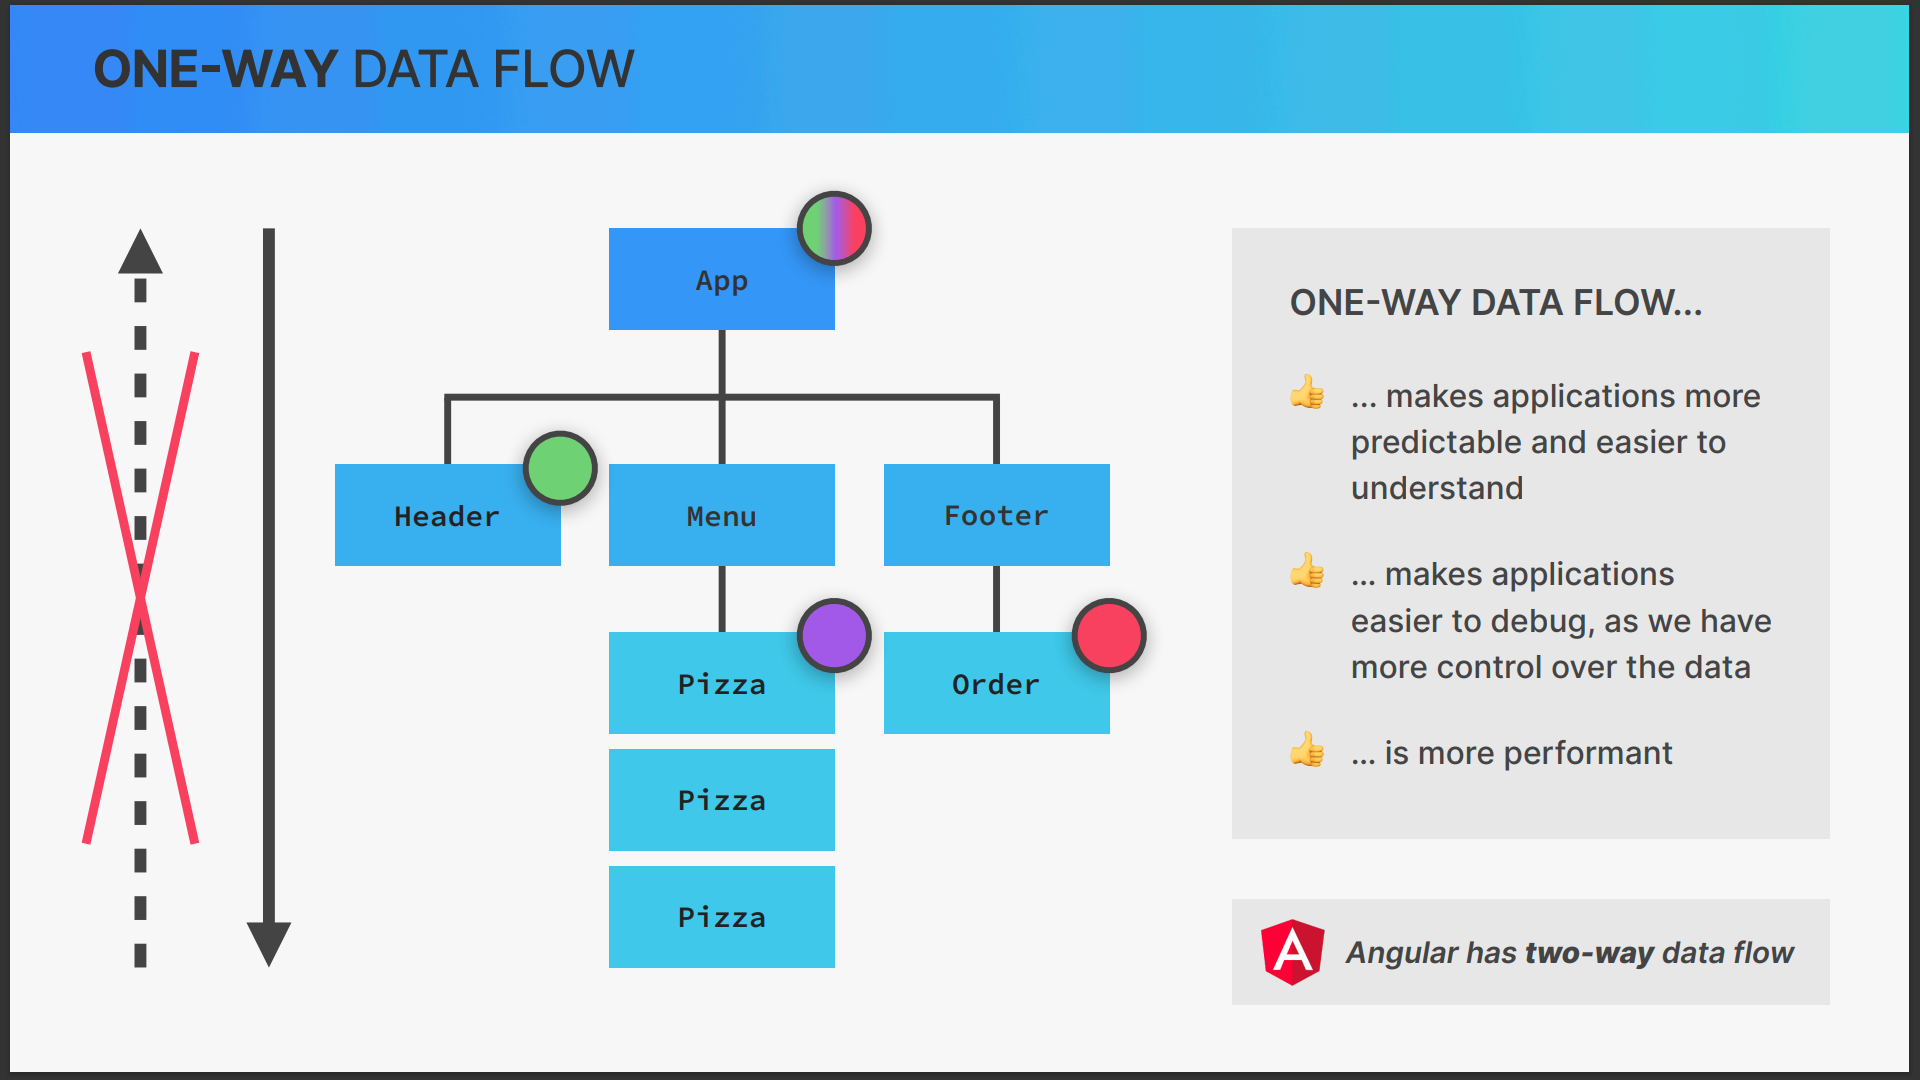 ONE-WAY DATA FLOW
App
Header
Menu
Footer
Pizza
Order
Pizza
Pizza
ONE-WAY DATA FLOW...
... makes applications more
predictable and easier to
understand
... makes applications
easier to debug, as we have
more control over the data
... is more performant
A
Angular has two-way data flow